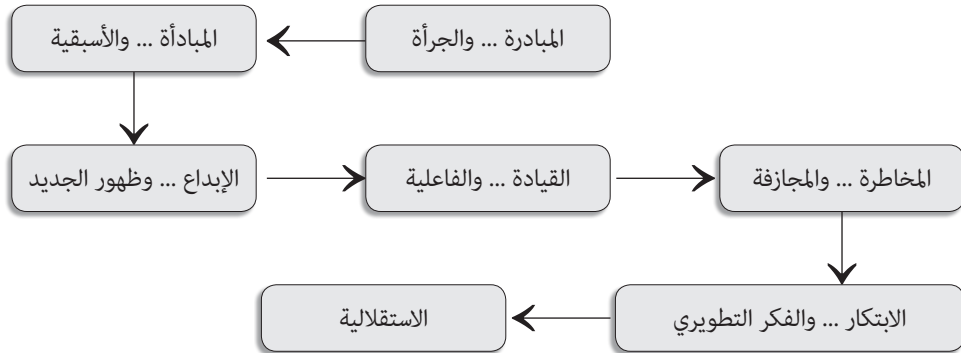 المبادرة ... والجرأة
المبادأة ... والأسبقية
الإبداع ... وظهور الجديد
القيادة ... والفاعلية
المخاطرة ... والمجازفة
الابتكار ... والفكر التطويري
الاستقلالية